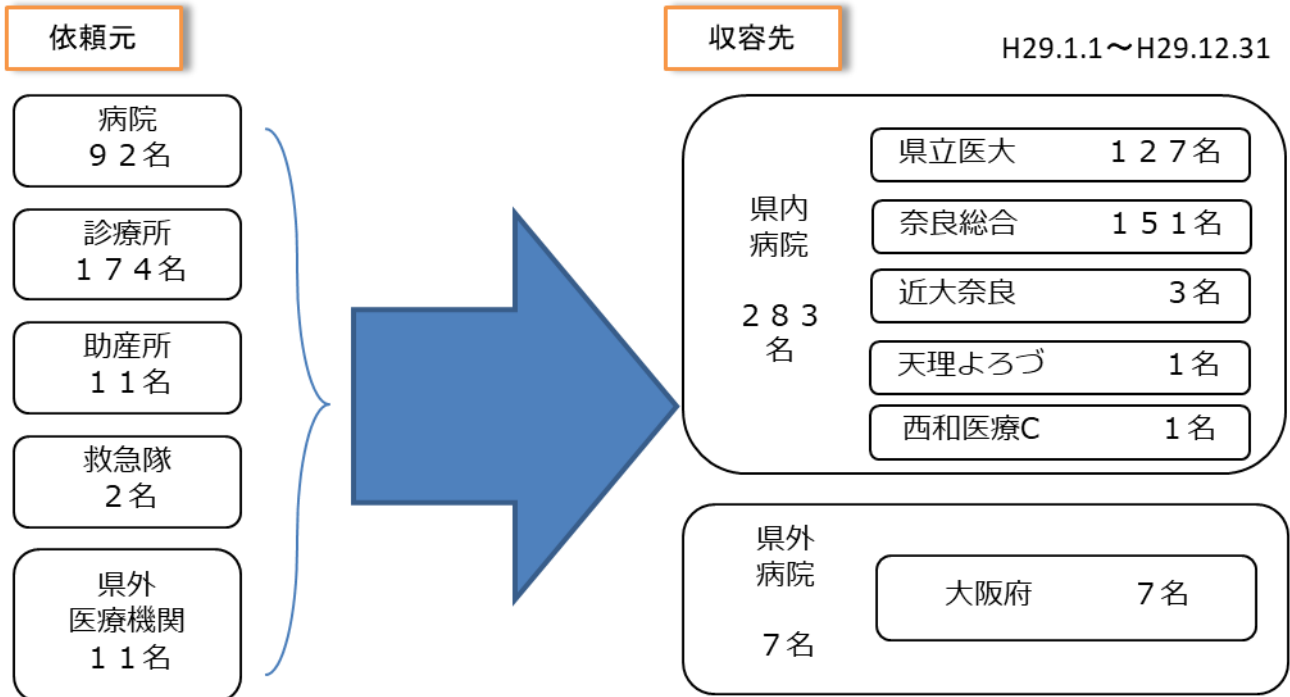 依頼元
病院
９２名
診療所
１７４名
助産所
１１名
救急隊
２名
県外
医療機関
１１名
収容先
H29.1.1～H29.12.31
県内
病院
２８３
名
県立医大 １２７名
奈良総合 １５１名
近大奈良 ３名
天理よろづ １名
西和医療C １名
県外
病院
７名
大阪府 ７名